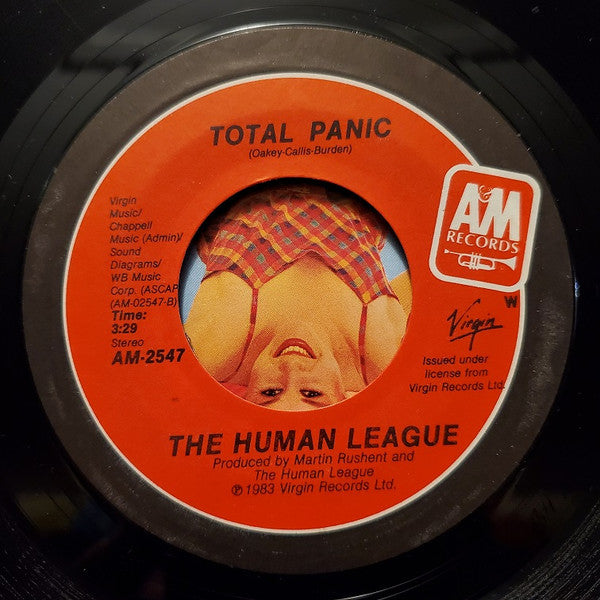 TOTAL PANIC
(Oakey-Callis-Burden)
Virgin
Music/
Chappell
Music (Admin)/
Sound
Diagrams/
WB Music
Corp. (ASCAP)
(AM-02547-B)
Time:
3:29
Stereo
AM-2547
A&M
RECORDS
W
Virgin
Issued under
license from
Virgin Records Ltd.
THE HUMAN LEAGUE
Produced by Martin Rushent and
The Human League
℗ 1983 Virgin Records Ltd.